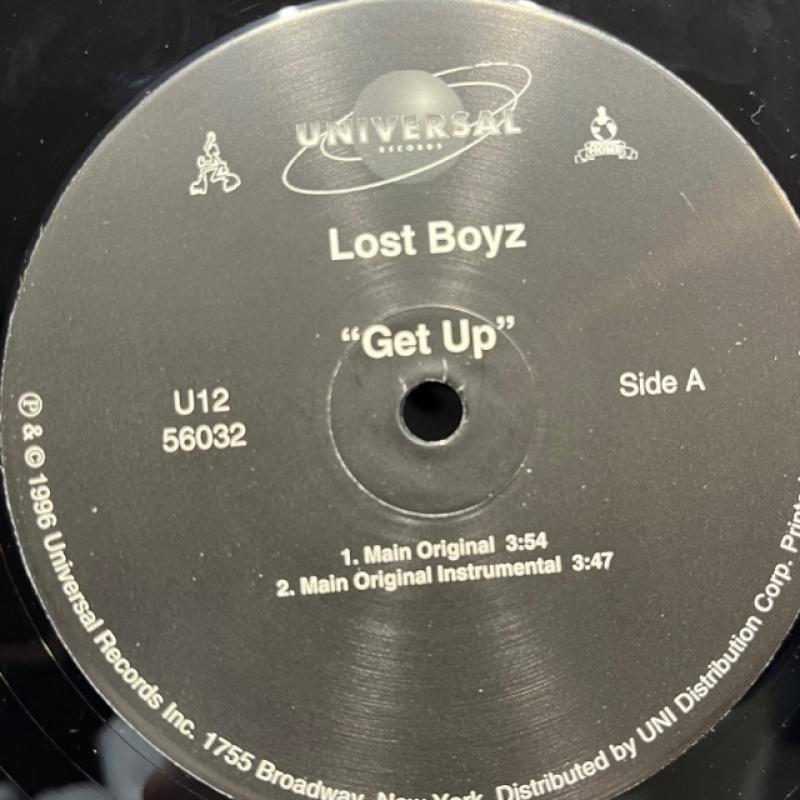 UNIVERSAL
RECORDS
HOME
Lost Boyz
“Get Up”
U12
56032
Side A
1. Main Original 3:54
2. Main Original Instrumental 3:47
℗ & © 1996 Universal Records Inc. 1755 Broadway, New York. Distributed by UNI Distribution Corp.